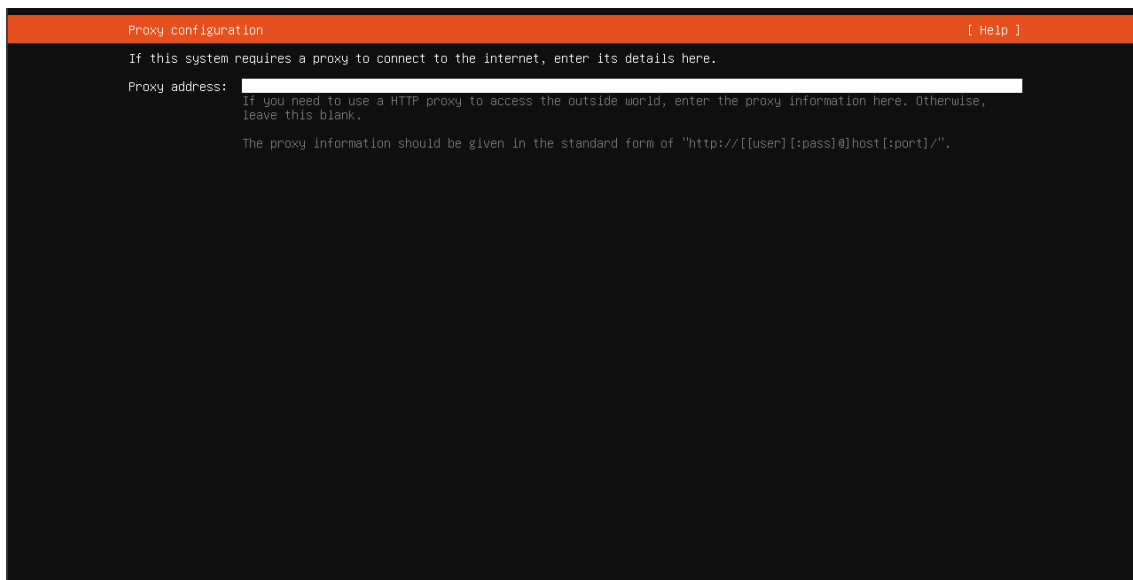 Proxy configuration [ Help ]
If this system requires a proxy to connect to the internet, enter its details here.
Proxy address:
If you need to use a HTTP proxy to access the outside world, enter the proxy information here. Otherwise,
leave this blank.
The proxy information should be given in the standard form of "http://[[user][:pass]@]host[:port]/".